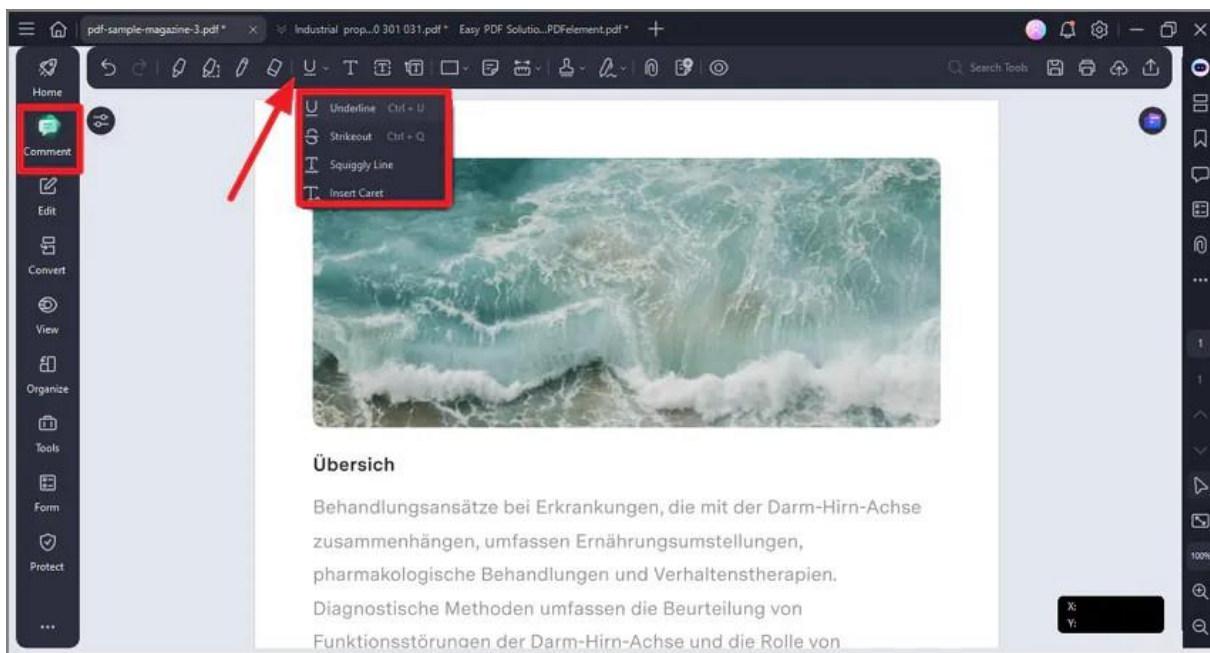 pdf-sample-magazine-3.pdf *
Industrial prop...0 301 031.pdf *
Easy PDF Solutio...PDFelement.pdf *
Search Tools
Home
Comment
Edit
Convert
View
Organize
Tools
Form
Protect
Underline Ctrl + U
Strikeout Ctrl + Q
Squiggly Line
Insert Caret
Übersich
Behandlungsansätze bei Erkrankungen, die mit der Darm-Hirn-Achse
zusammenhängen, umfassen Ernährungsumstellungen,
pharmakologische Behandlungen und Verhaltenstherapien.
Diagnostische Methoden umfassen die Beurteilung von
Funktionsstörungen der Darm-Hirn-Achse und die Rolle von
1
1
100%
X:
Y: